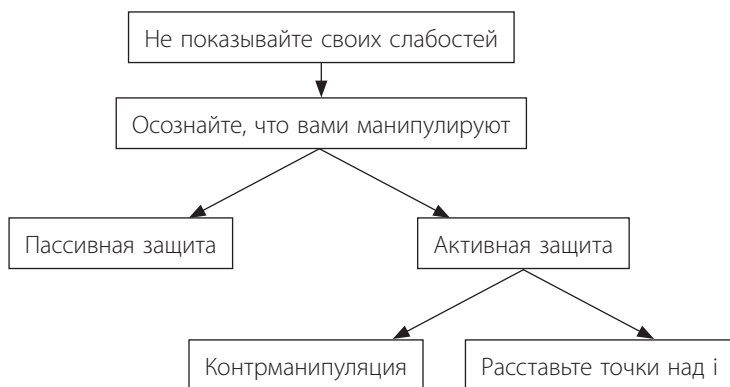 Не показывайте своих слабостей
Осознайте, что вами манипулируют
Пассивная защита
Активная защита
Контрманипуляция
Расставьте точки над i